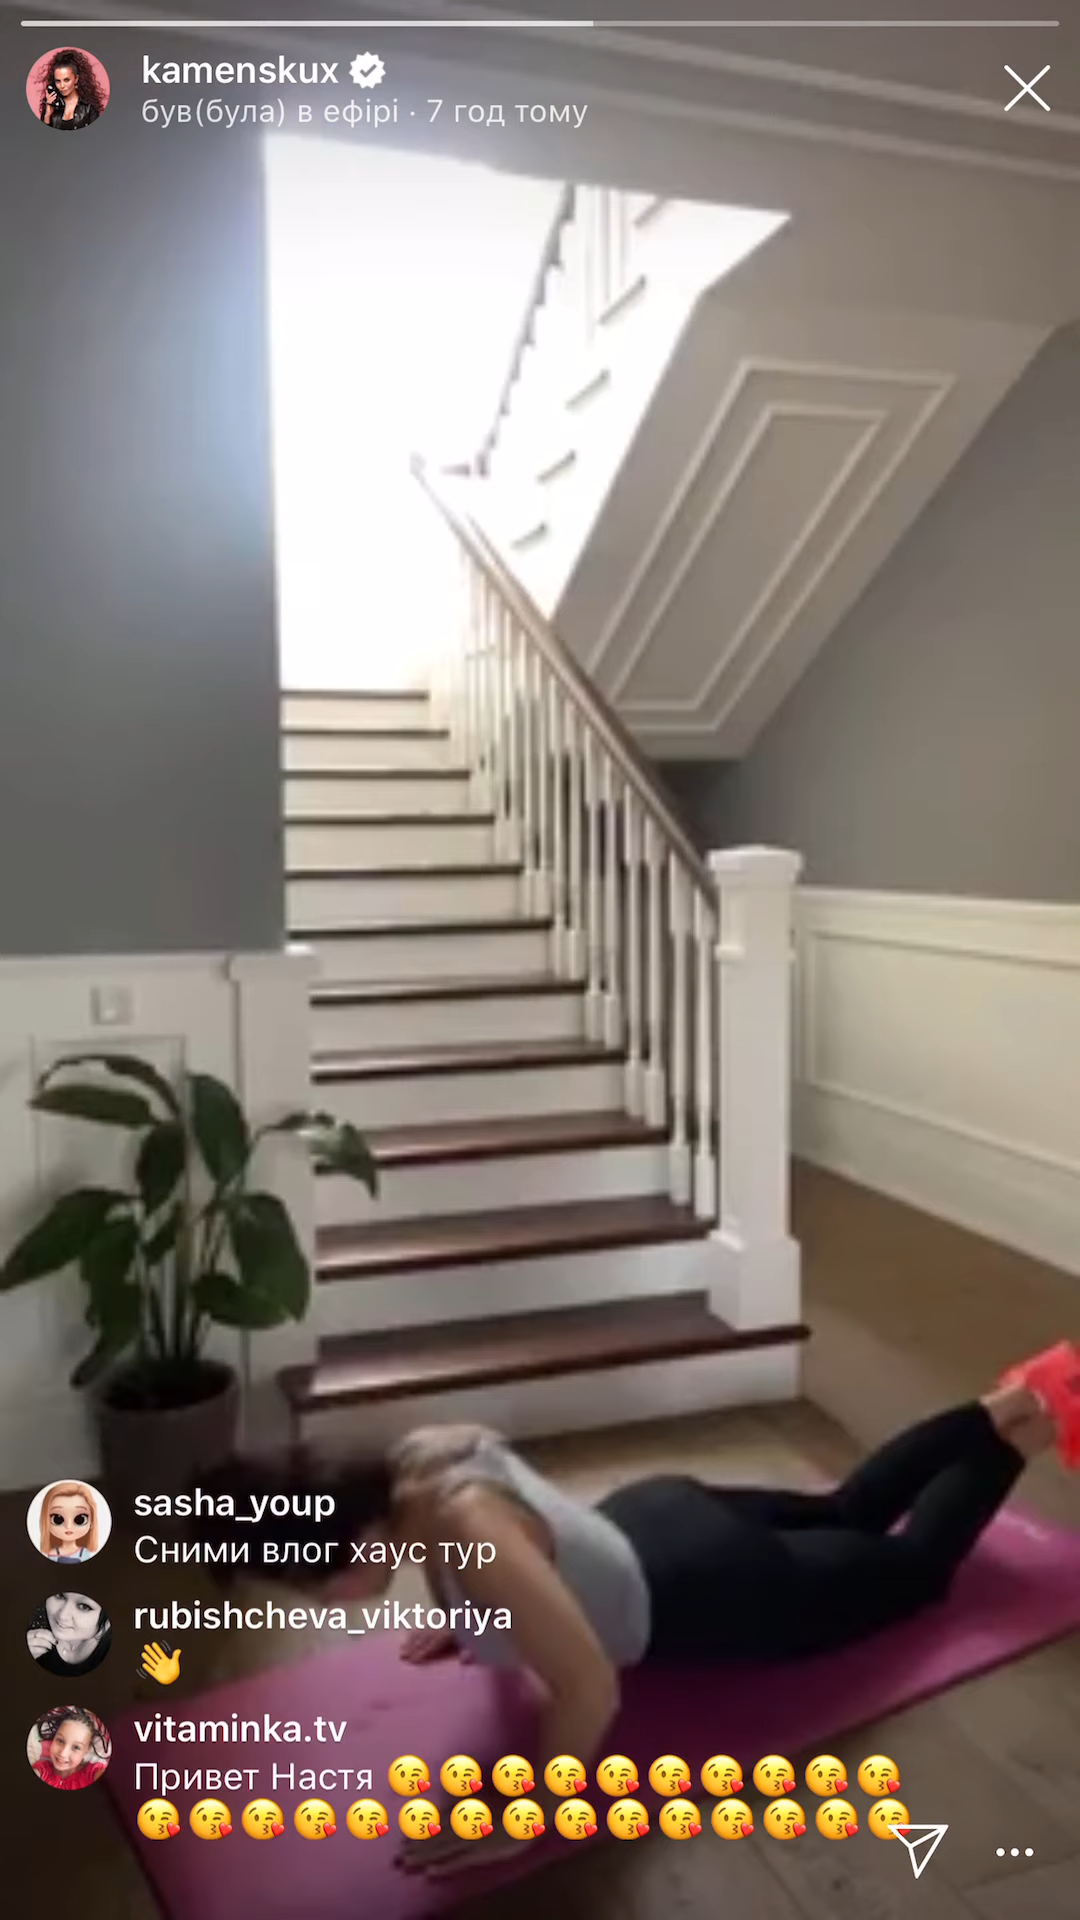 kamenskux
був(була) в ефірі · 7 год тому
sasha_youp
Сними влог хаус тур
rubishcheva_viktoriya
👋
vitaminka.tv
Привет Настя 😘😘😘😘😘😘😘😘😘😘
😘😘😘😘😘😘😘😘😘😘😘😘😘😘😘